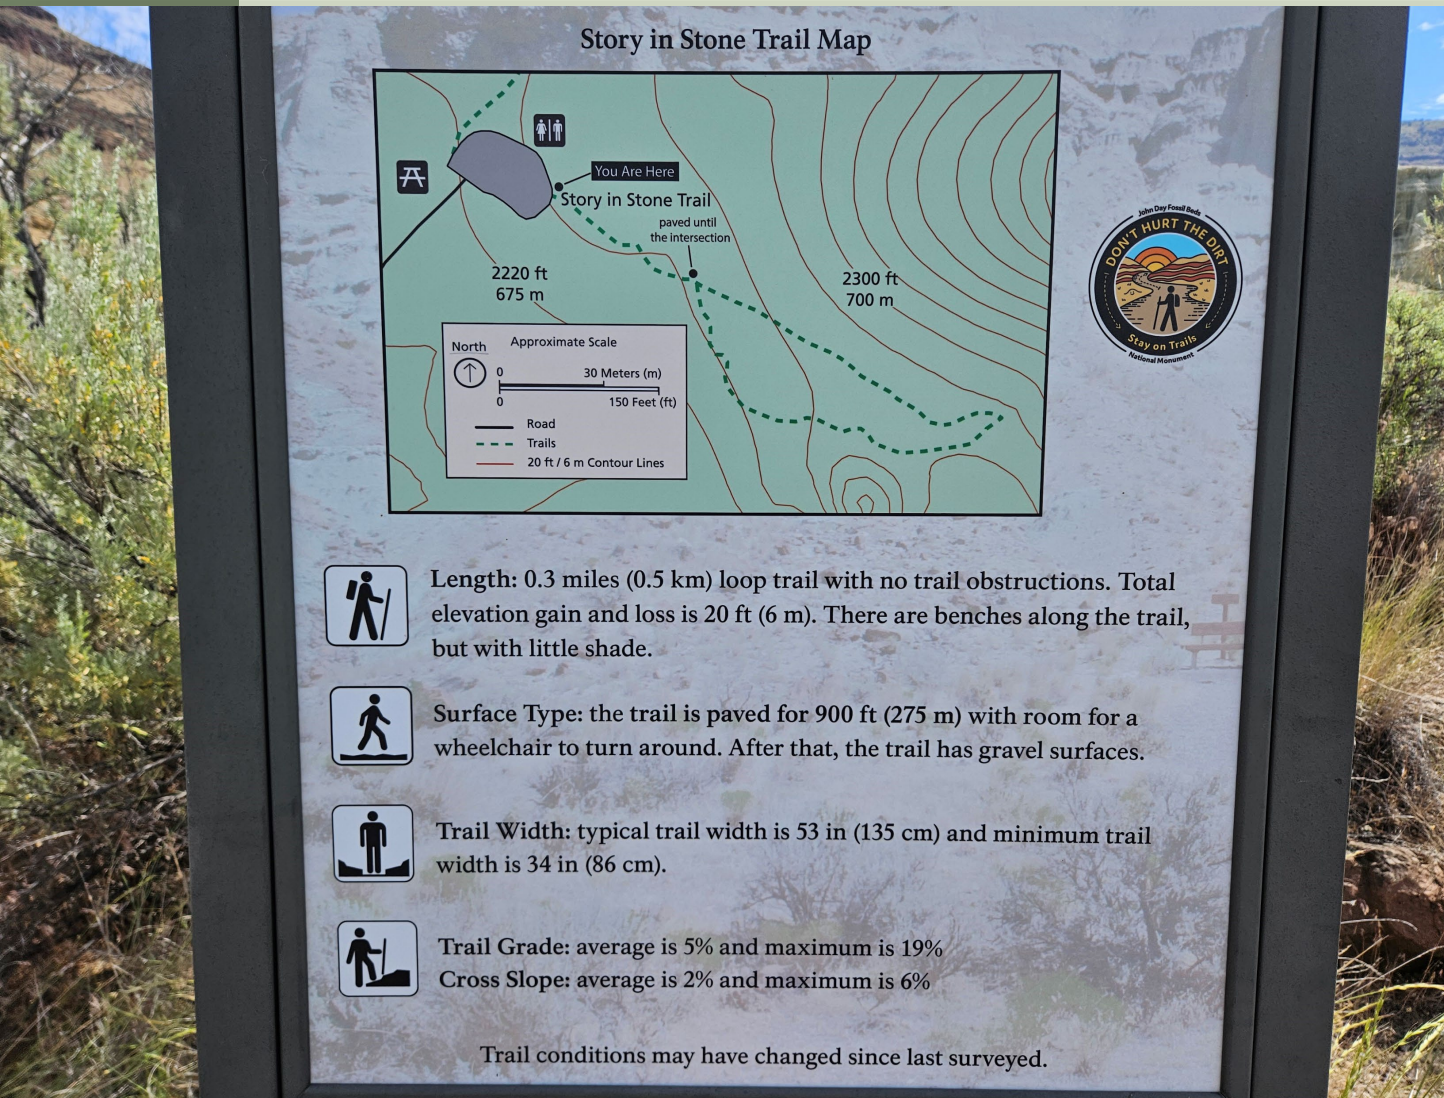 Story in Stone Trail Map
You Are Here
Story in Stone Trail
paved until
the intersection
2220 ft
675 m
2300 ft
700 m
North
Approximate Scale
0
30 Meters (m)
0
150 Feet (ft)
Road
Trails
20 ft / 6 m Contour Lines
John Day Fossil Beds
DON'T HURT THE DIRT
Stay on Trails
National Monument
Length: 0.3 miles (0.5 km) loop trail with no trail obstructions. Total
elevation gain and loss is 20 ft (6 m). There are benches along the trail,
but with little shade.
Surface Type: the trail is paved for 900 ft (275 m) with room for a
wheelchair to turn around. After that, the trail has gravel surfaces.
Trail Width: typical trail width is 53 in (135 cm) and minimum trail
width is 34 in (86 cm).
Trail Grade: average is 5% and maximum is 19%
Cross Slope: average is 2% and maximum is 6%
Trail conditions may have changed since last surveyed.